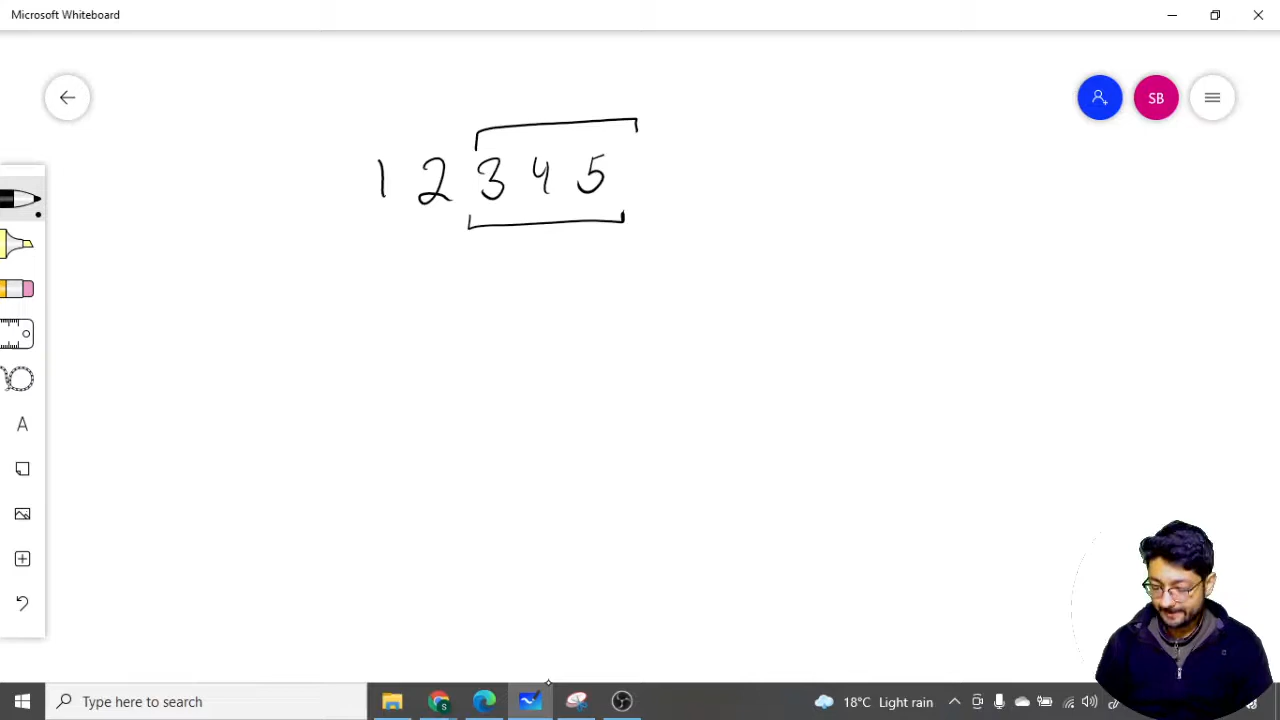 Microsoft Whiteboard
SB
1 2 3 4 5
A
Type here to search
S
18°C Light rain